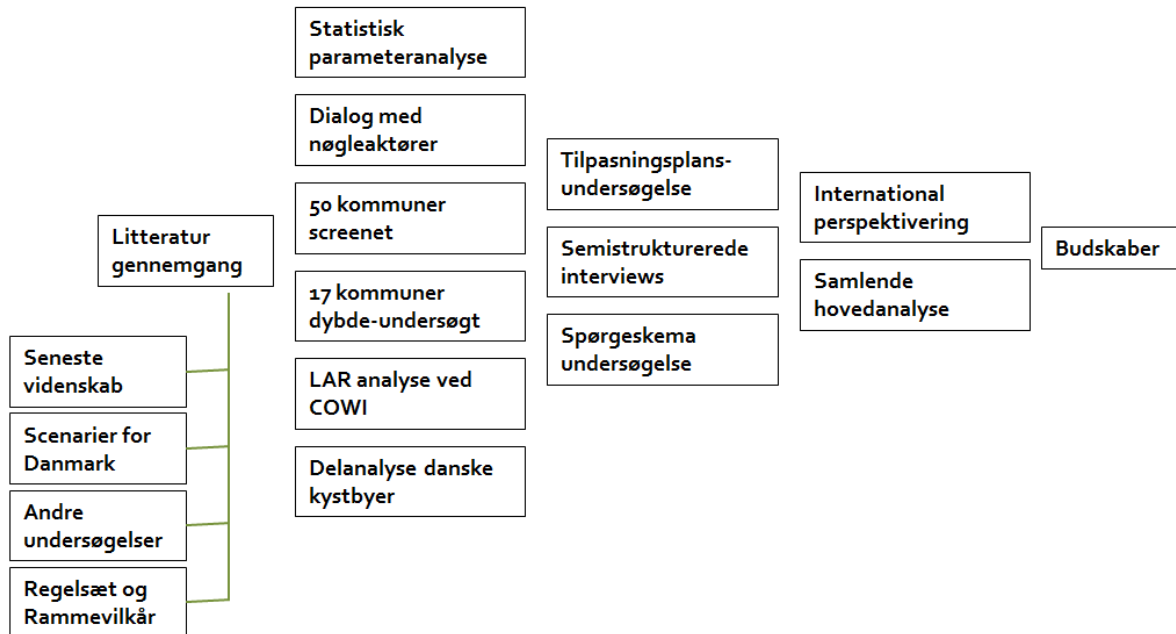 Litteratur
gennemgang
Seneste
videnskab
Scenarier for
Danmark
Andre
undersøgelser
Regelsæt og
Rammevilkår
Statistisk
parameteranalyse
Dialog med
nøgleaktører
50 kommuner
screenet
17 kommuner
dybde-undersøgt
LAR analyse ved
COWI
Delanalyse danske
kystbyer
Tilpasningsplans-
undersøgelse
Semistrukturerede
interviews
Spørgeskema
undersøgelse
International
perspektivering
Samlende
hovedanalyse
Budskaber